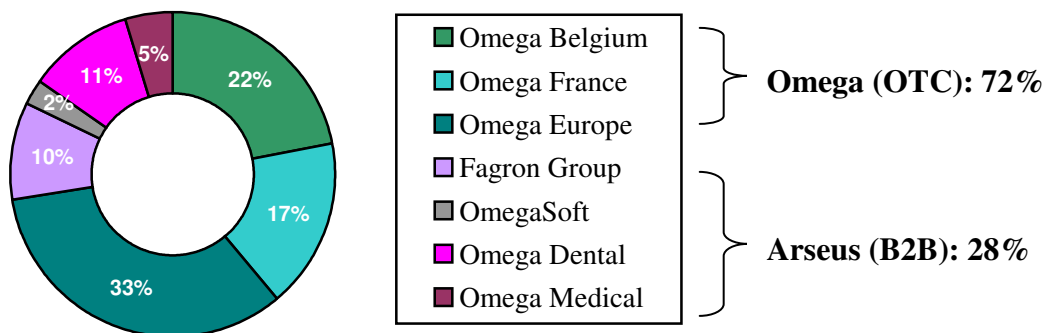 5%
22%
11%
2%
10%
17%
33%
Omega Belgium
Omega France
Omega Europe
Fagron Group
OmegaSoft
Omega Dental
Omega Medical
Omega (OTC): 72%
Arseus (B2B): 28%